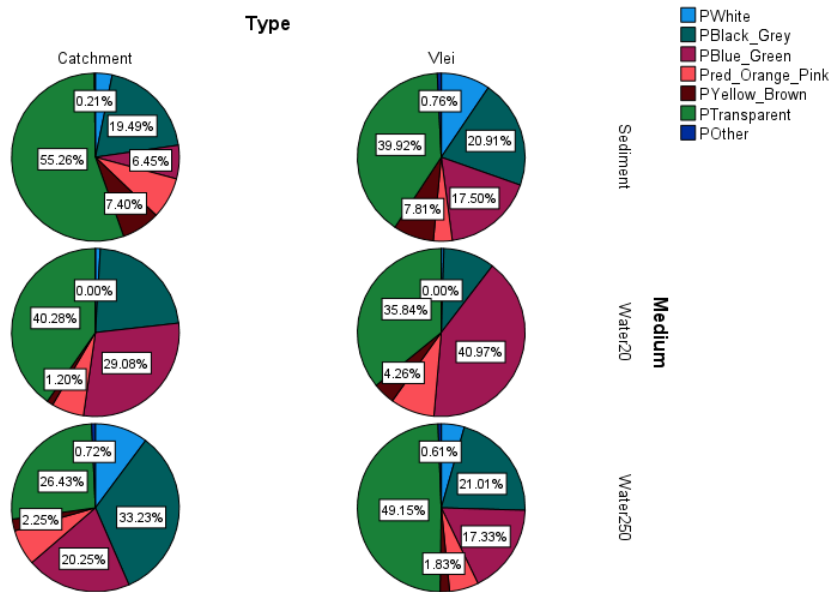 Type
Catchment
Vlei
PWhite
PBlack_Grey
PBlue_Green
Pred_Orange_Pink
PYellow_Brown
PTransparent
POther
0.21%
19.49%
55.26%
6.45%
7.40%
0.76%
39.92%
20.91%
17.50%
7.81%
Sediment
0.00%
40.28%
29.08%
1.20%
0.00%
35.84%
40.97%
4.26%
Water20
Medium
0.72%
26.43%
33.23%
2.25%
20.25%
0.61%
21.01%
49.15%
17.33%
1.83%
Water250